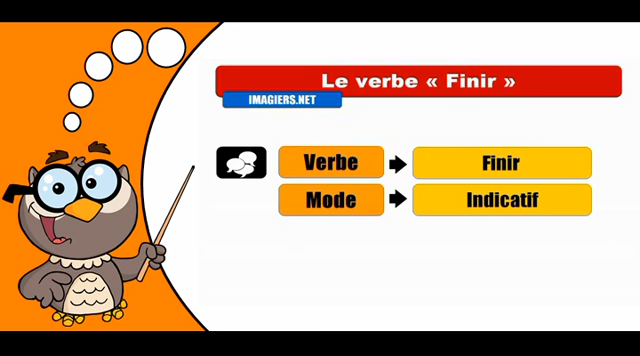 Le verbe « Finir »
IMAGIERS.NET
Verbe Finir
Mode Indicatif